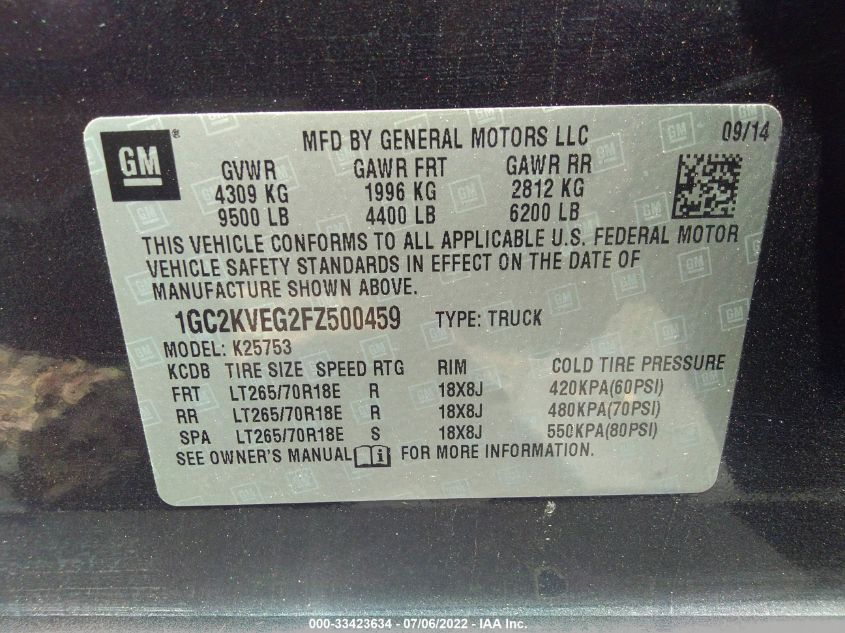 GM ® MFD BY GENERAL MOTORS LLC 09/14
GVWR GAWR FRT GAWR RR
4309 KG 1996 KG 2812 KG
9500 LB 4400 LB 6200 LB
THIS VEHICLE CONFORMS TO ALL APPLICABLE U.S. FEDERAL MOTOR
VEHICLE SAFETY STANDARDS IN EFFECT ON THE DATE OF
MANUFACTURE SHOWN ABOVE.
1GC2KVEG2FZ500459 TYPE: TRUCK
MODEL: K25753
KCDB TIRE SIZE SPEED RTG RIM COLD TIRE PRESSURE
FRT LT265/70R18E R 18X8J 420KPA(60PSI)
RR LT265/70R18E R 18X8J 480KPA(70PSI)
SPA LT265/70R18E S 18X8J 550KPA(80PSI)
SEE OWNER'S MANUAL i FOR MORE INFORMATION.
000-33423634 - 07/06/2022 - IAA Inc.